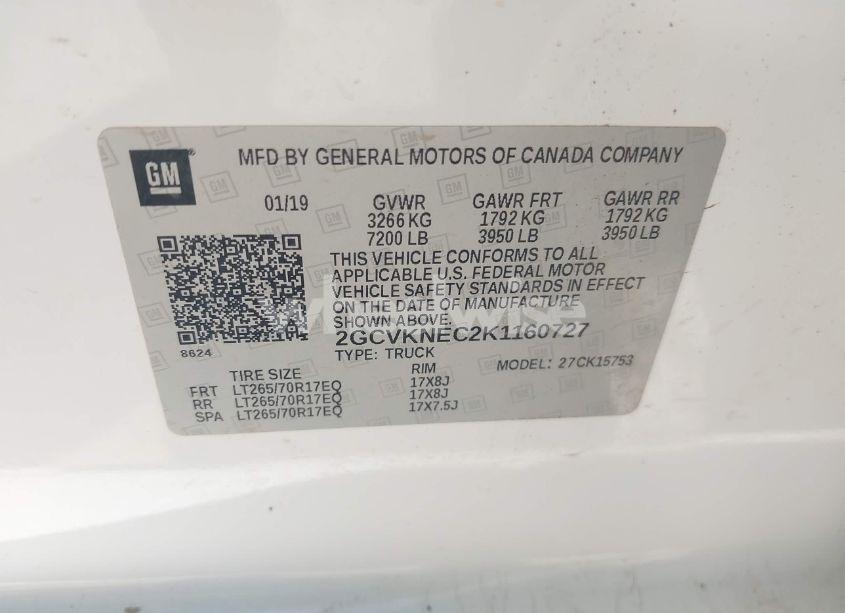 GM
MFD BY GENERAL MOTORS OF CANADA COMPANY
01/19 GVWR GAWR FRT GAWR RR
3266 KG 1792 KG 1792 KG
7200 LB 3950 LB 3950 LB
THIS VEHICLE CONFORMS TO ALL
APPLICABLE U.S. FEDERAL MOTOR
VEHICLE SAFETY STANDARDS IN EFFECT
ON THE DATE OF MANUFACTURE
SHOWN ABOVE
2GCVKNEC2K1160727
8624
TYPE: TRUCK MODEL: 27CK15753
TIRE SIZE RIM
FRT LT265/70R17EQ 17X8J
RR LT265/70R17EQ 17X8J
SPA LT265/70R17EQ 17X7.5J